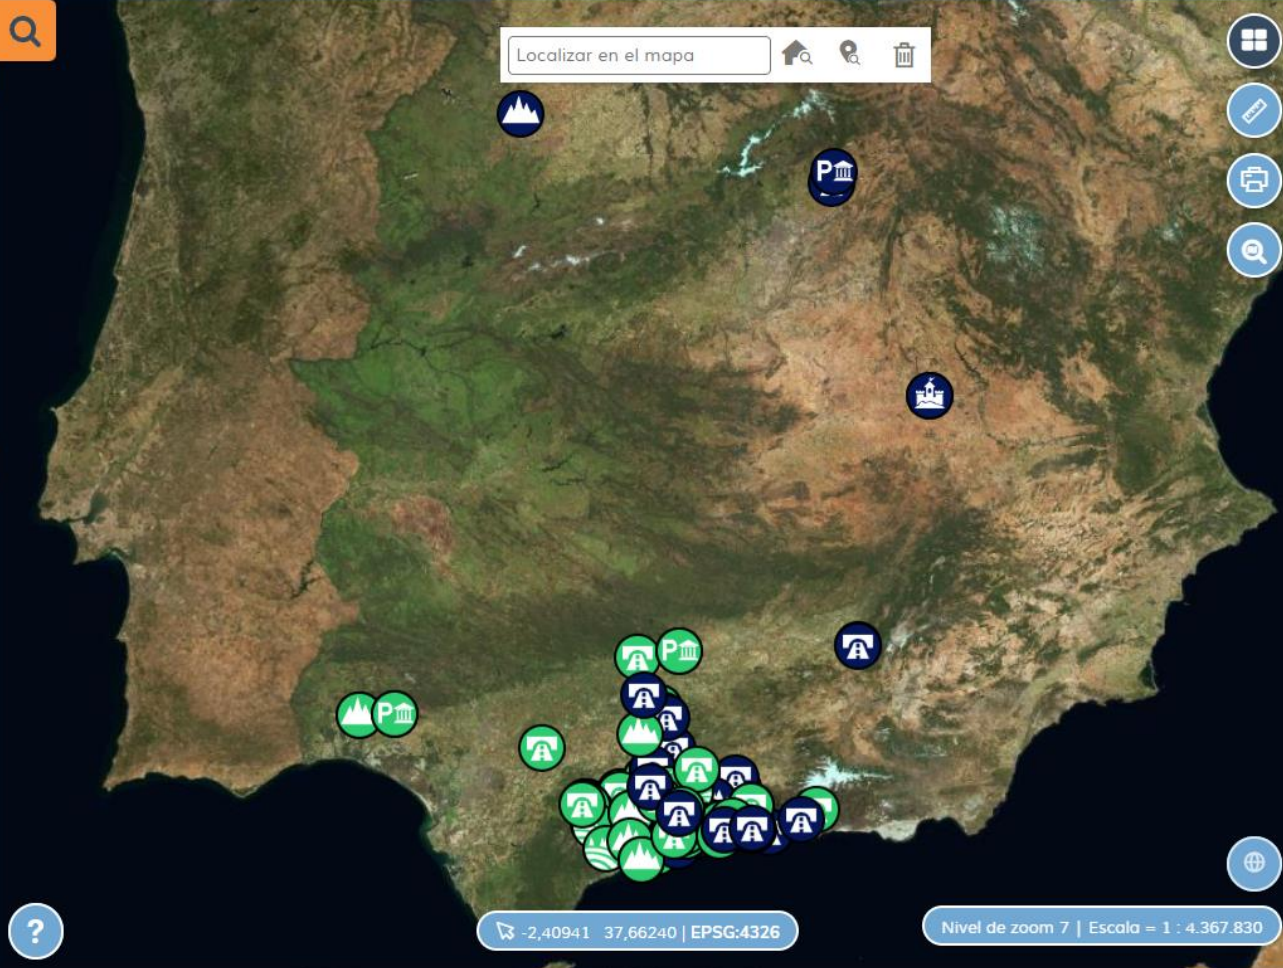 Localizar en el mapa
P
P
P
?
-2,40941 37,66240 | EPSG:4326
Nivel de zoom 7 | Escala = 1 : 4.367.830